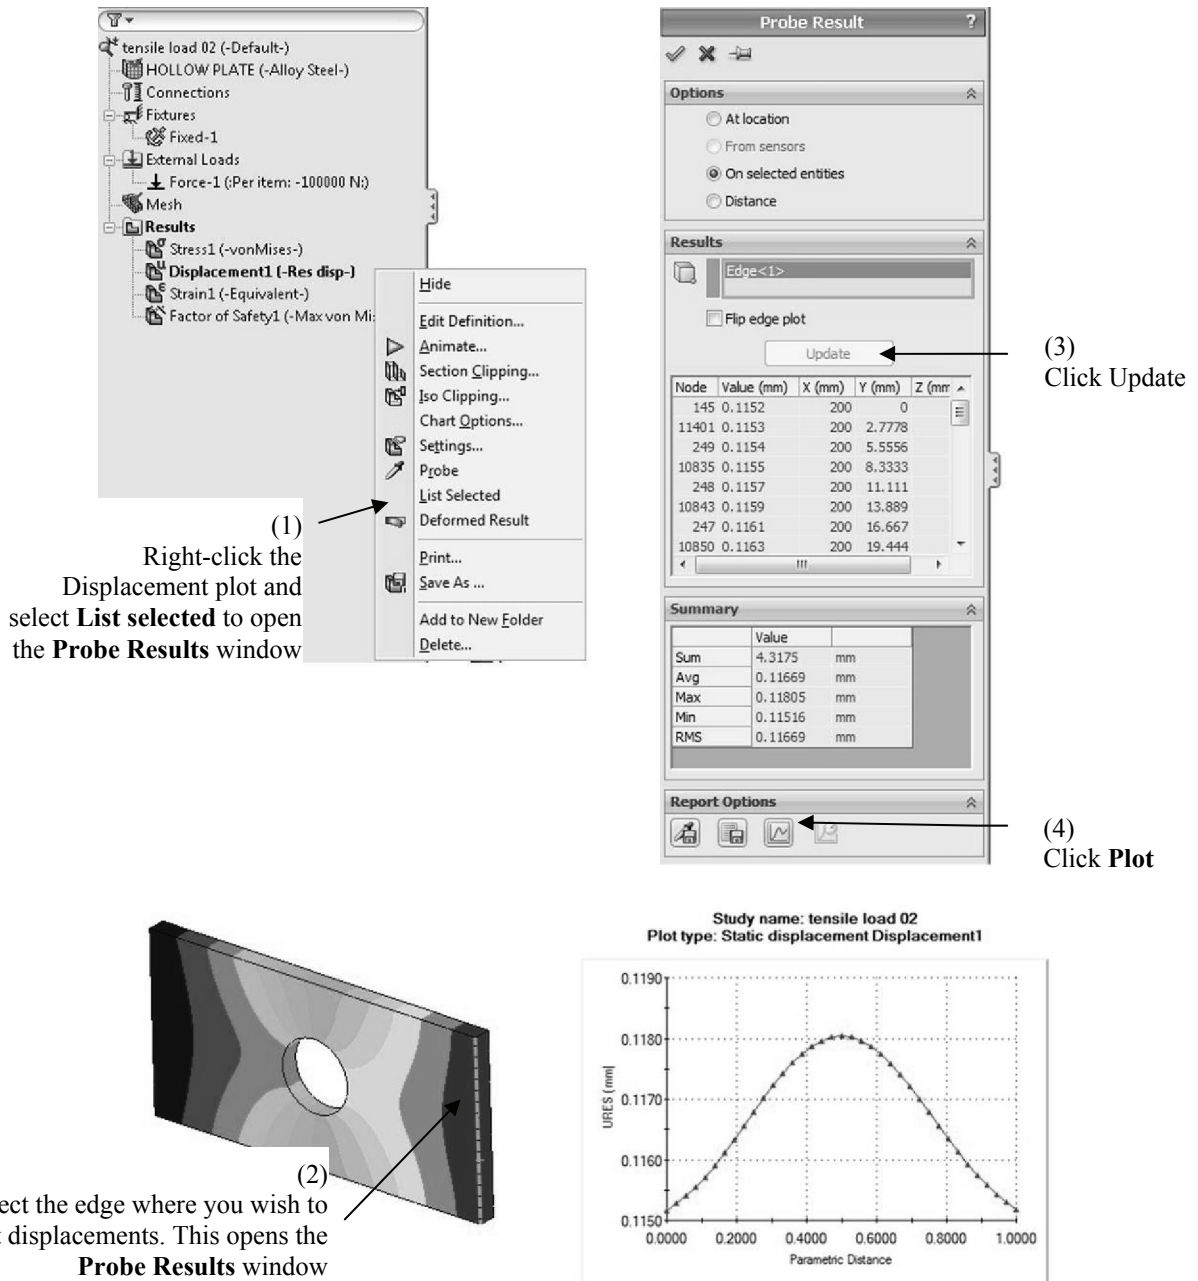 tensile load 02 (-Default-)
HOLLOW PLATE (-Alloy Steel-)
Connections
Fixtures
Fixed-1
External Loads
Force-1 (:Per item: -100000 N:)
Mesh
Results
Stress1 (-vonMises-)
Displacement1 (-Res disp-)
Strain1 (-Equivalent-)
Factor of Safety1 (-Max von Mi
Hide
Edit Definition...
Animate...
Section Clipping...
Iso Clipping...
Chart Options...
Settings...
Probe
List Selected
Deformed Result
Print...
Save As ...
Add to New Folder
Delete...
(1)
Right-click the
Displacement plot and
select List selected to open
the Probe Results window
Probe Result ?
Options
At location
From sensors
On selected entities
Distance
Results
Edge<1>
Flip edge plot
Update
Node Value (mm) X (mm) Y (mm) Z (mm
145 0.1152 200 0
11401 0.1153 200 2.7778
249 0.1154 200 5.5556
10835 0.1155 200 8.3333
248 0.1157 200 11.111
10843 0.1159 200 13.889
247 0.1161 200 16.667
10850 0.1163 200 19.444
Summary
Value
Sum 4.3175 mm
Avg 0.11669 mm
Max 0.11805 mm
Min 0.11516 mm
RMS 0.11669 mm
Report Options
(3)
Click Update
(4)
Click Plot
(2)
ect the edge where you wish to
t displacements. This opens the
Probe Results window
Study name: tensile load 02
Plot type: Static displacement Displacement1
URES (mm)
0.1190
0.1180
0.1170
0.1160
0.1150
0.0000 0.2000 0.4000 0.6000 0.8000 1.0000
Parametric Distance